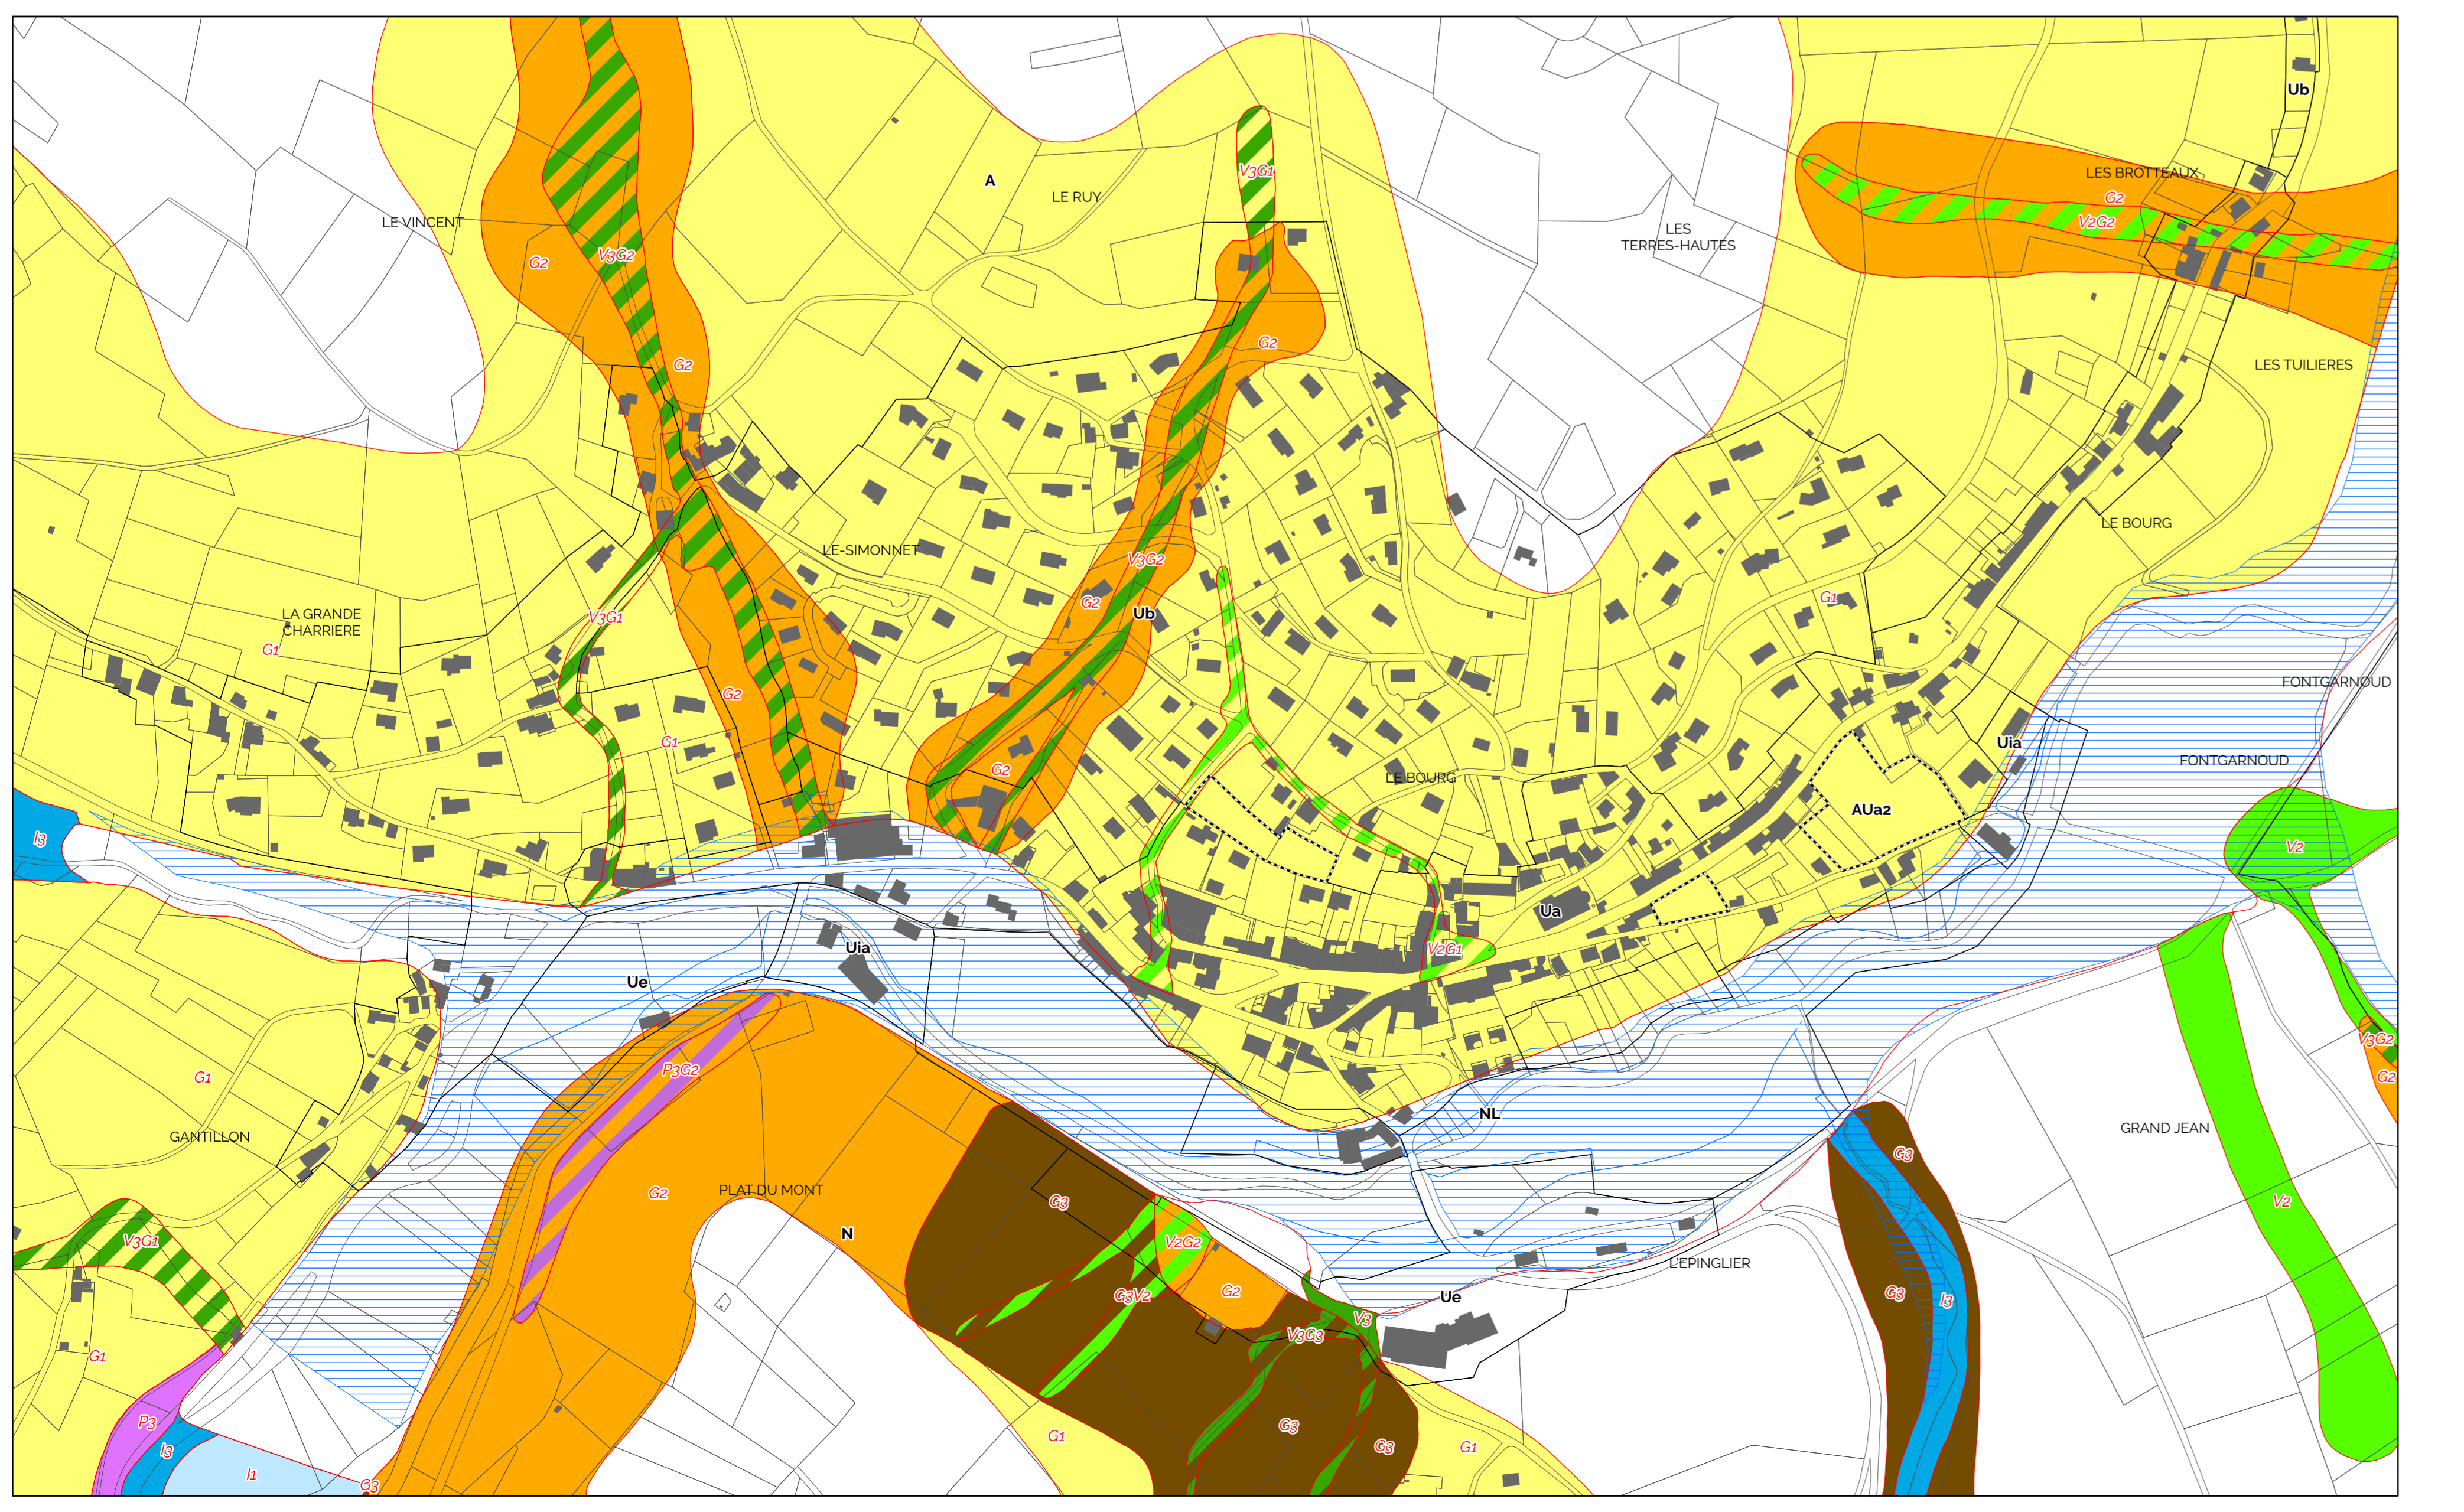 Ub
V3G1
A
LES BROTTEAUX
LE RUY
G2
LE VINCENT
V2G2
LES
TERRES-HAUTES
V3G2
G2
G2
G2
LES TUILIERES
LE BOURG
LE-SIMONNET
V3G2
G1
G2
LA GRANDE
CHARRIERE
Ub
V3G1
G1
FONTGARNOUD
G2
G1
Uia
FONTGARNOUD
G2
LE BOURG
AUa2
I3
V2
Ua
Uia
V2G1
Ue
V3G2
P3G2
G1
G2
NL
GRAND JEAN
GANTILLON
G3
PLAT DU MONT
G2
G3
V2
N
V3G1
V2G2
L'EPINGLIER
G2
G3
G3V2
Ue
I3
V3
V3G3
G1
P3
G3
G1
G3
G1
I3
I1
G3